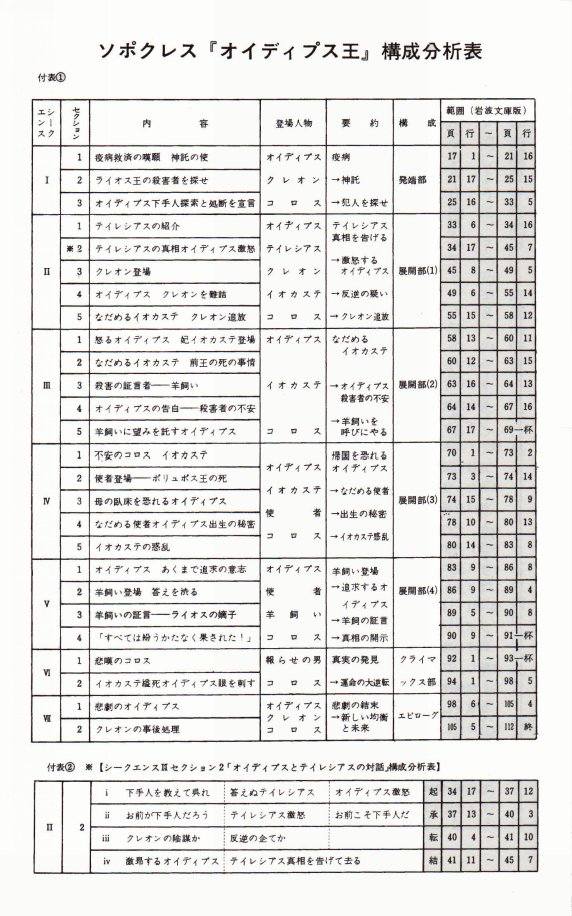 ソポクレス『オイディプス王』構成分析表
付表①
シークエンス セクション 内容 登場人物 要約 構成 範囲(岩波文庫版)
頁 行 ~ 頁 行
I 1 疫病救済の嘆願 神託の使 オイディプス 疫病 発端部 17 1 ~ 21 16
2 ライオス王の殺害者を探せ クレオン →神託 21 17 ~ 25 15
3 オイディプス下手人探索と処断を宣言 コロス →犯人を探せ 25 16 ~ 33 5
II 1 テイレシアスの紹介 オイディプス テイレシアス真相を告げる 展開部(1) 33 6 ~ 34 16
※2 テイレシアスの真相オイディプス激怒 テイレシアス →激怒するオイディプス 34 17 ~ 45 7
3 クレオン登場 クレオン 45 8 ~ 49 5
4 オイディプス クレオンを難詰 イオカステ →反逆の疑い 49 6 ~ 55 14
5 なだめるイオカステ クレオン追放 コロス →クレオン追放 55 15 ~ 58 12
III 1 怒るオイディプス 妃イオカステ登場 オイディプス なだめるイオカステ 展開部(2) 58 13 ~ 60 11
2 なだめるイオカステ 前王の死の事情 60 12 ~ 63 15
3 殺害の証言者――羊飼い イオカステ →オイディプス殺害者の不安 63 16 ~ 64 13
4 オイディプスの告白――殺害者の不安 64 14 ~ 67 16
5 羊飼いに望みを託すオイディプス コロス →羊飼いを呼びにやる 67 17 ~ 69 一杯
IV 1 不安のコロス イオカステ オイディプス 帰国を恐れるオイディプス 展開部(3) 70 1 ~ 73 2
2 使者登場――ポリュボス王の死 イオカステ →なだめる使者 73 3 ~ 74 14
3 母の臥床を恐れるオイディプス 使者 →出生の秘密 74 15 ~ 78 9
4 なだめる使者オイディプス出生の秘密 コロス →イオカステ惑乱 78 10 ~ 80 13
5 イオカステの惑乱 80 14 ~ 83 8
V 1 オイディプス あくまで追求の意志 オイディプス 羊飼い登場 展開部(4) 83 9 ~ 86 8
2 羊飼い登場 答えを渋る 使者 →追求するオイディプス 86 9 ~ 89 4
3 羊飼いの証言――ライオスの嫡子 羊飼い →羊飼いの証言 89 5 ~ 90 8
4 「すべては紛うかたなく果された!」 コロス →真相の開示 90 9 ~ 91 一杯
VI 1 悲嘆のコロス 報らせの男 真実の発見 クライマックス部 92 1 ~ 93 一杯
2 イオカステ縊死オイディプス眼を刺す コロス →運命の大逆転 94 1 ~ 98 5
VII 1 悲劇のオイディプス オイディプス クレオン 悲劇の結末 エピローグ 98 6 ~ 105 4
2 クレオンの事後処理 コロス →新しい均衡と未来 105 5 ~ 112 終
付表② ※【シークエンスIIセクション2「オイディプスとテイレシアスの対話」構成分析表】
II 2 i 下手人を教えて呉れ 答えぬテイレシアス オイディプス激怒 起 34 17 ~ 37 12
ii お前が下手人だろう テイレシアス激怒 お前こそ下手人だ 承 37 13 ~ 40 3
iii クレオンの陰謀か 反逆の企てか 転 40 4 ~ 41 10
iv 激昂するオイディプス テイレシアス真相を告げて去る 結 41 11 ~ 45 7